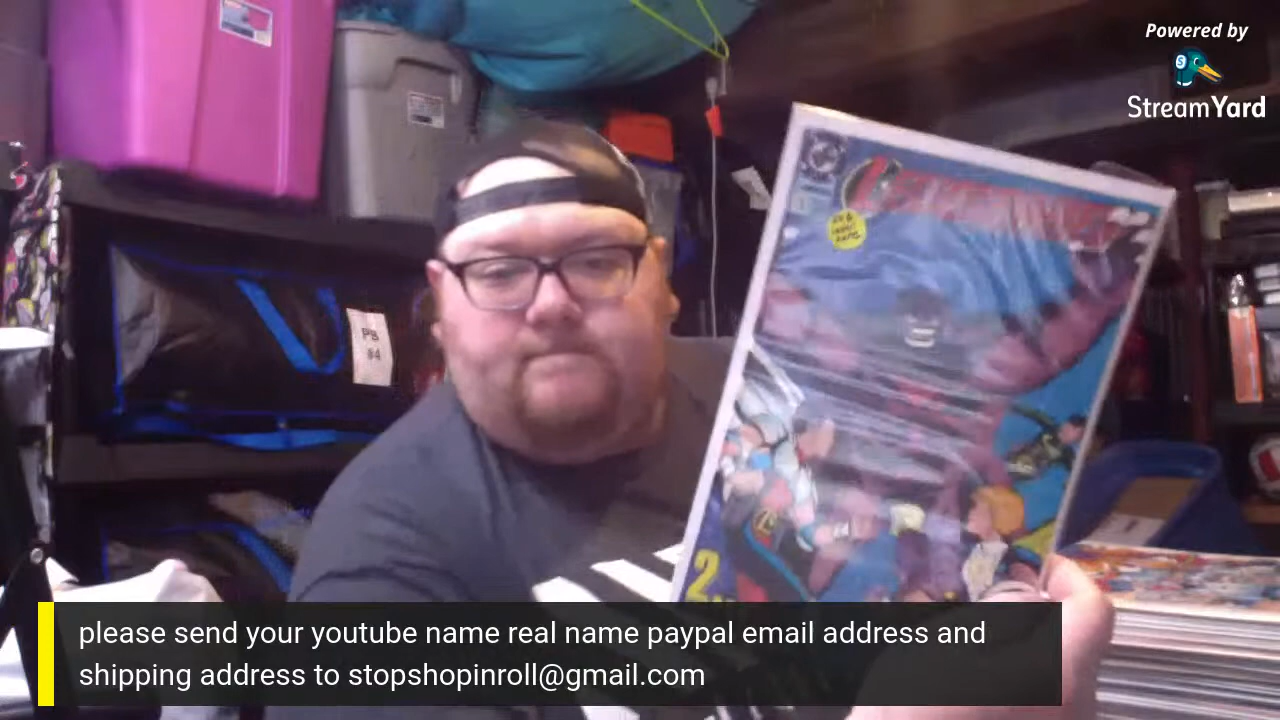 Powered by
StreamYard
PB
#4
2
please send your youtube name real name paypal email address and
shipping address to stopshopinroll@gmail.com